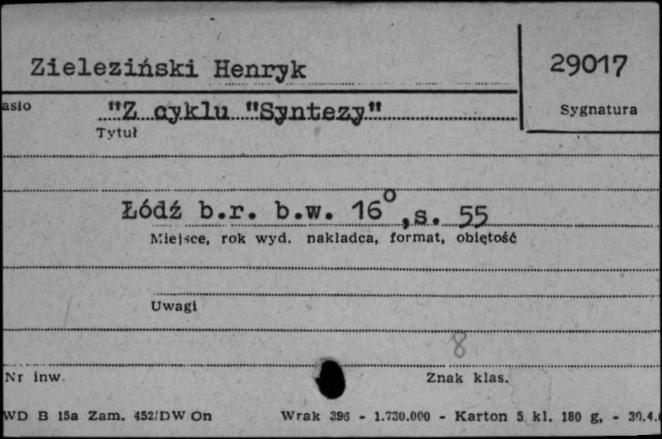 Zieleziński Henryk
29017
asło
"Z cyklu "Syntezy"
Sygnatura
Tytuł
Łódź b.r. b.w. 16°, s. 55
Miejsce, rok wyd. nakładca, format, objętość
Uwagi
8
Nr inw.
Znak klas.
WD B 15a Zam. 452/DW On Wrak 396 - 1.730.000 - Karton 5 kl. 180 g. - 30.4.